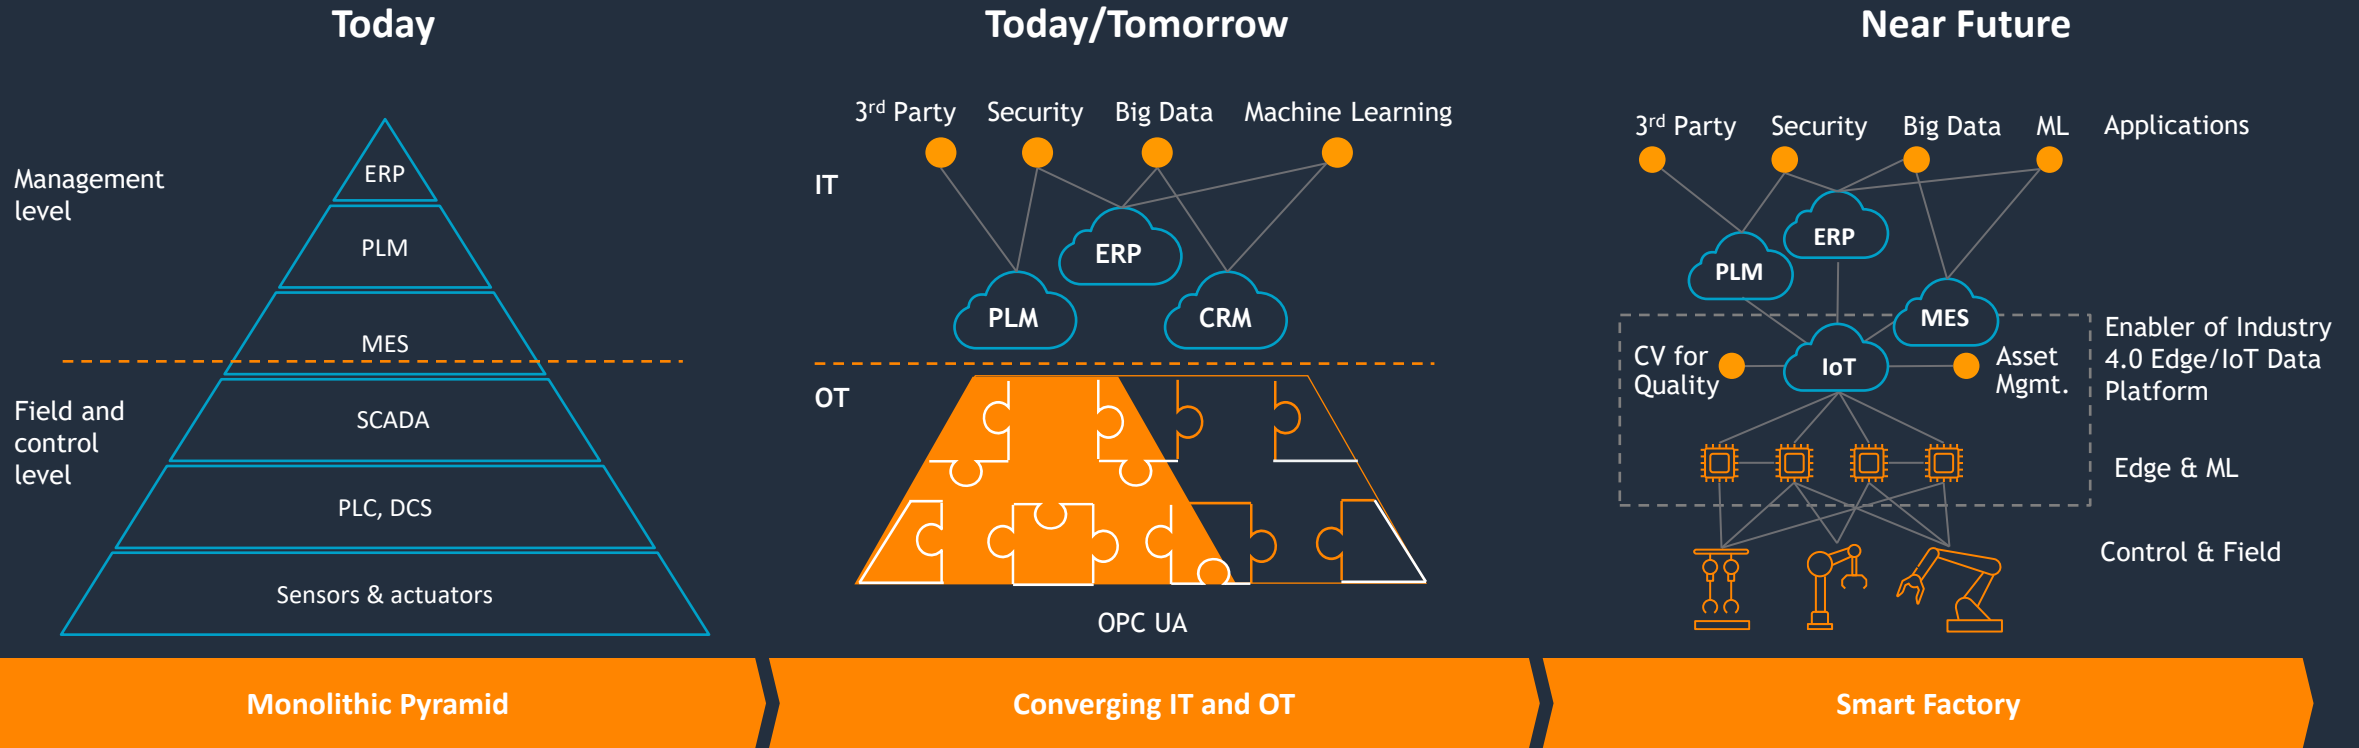 Today
Management
level
ERP
PLM
MES
Field and
control
level
SCADA
PLC, DCS
Sensors & actuators
Monolithic Pyramid
Today/Tomorrow
3rd Party
Security
Big Data
Machine Learning
IT
ERP
PLM
CRM
OT
OPC UA
Converging IT and OT
Near Future
3rd Party
Security
Big Data
ML
Applications
ERP
PLM
MES
IoT
CV for
Quality
Asset
Mgmt.
Enabler of Industry
4.0 Edge/IoT Data
Platform
Edge & ML
Control & Field
Smart Factory